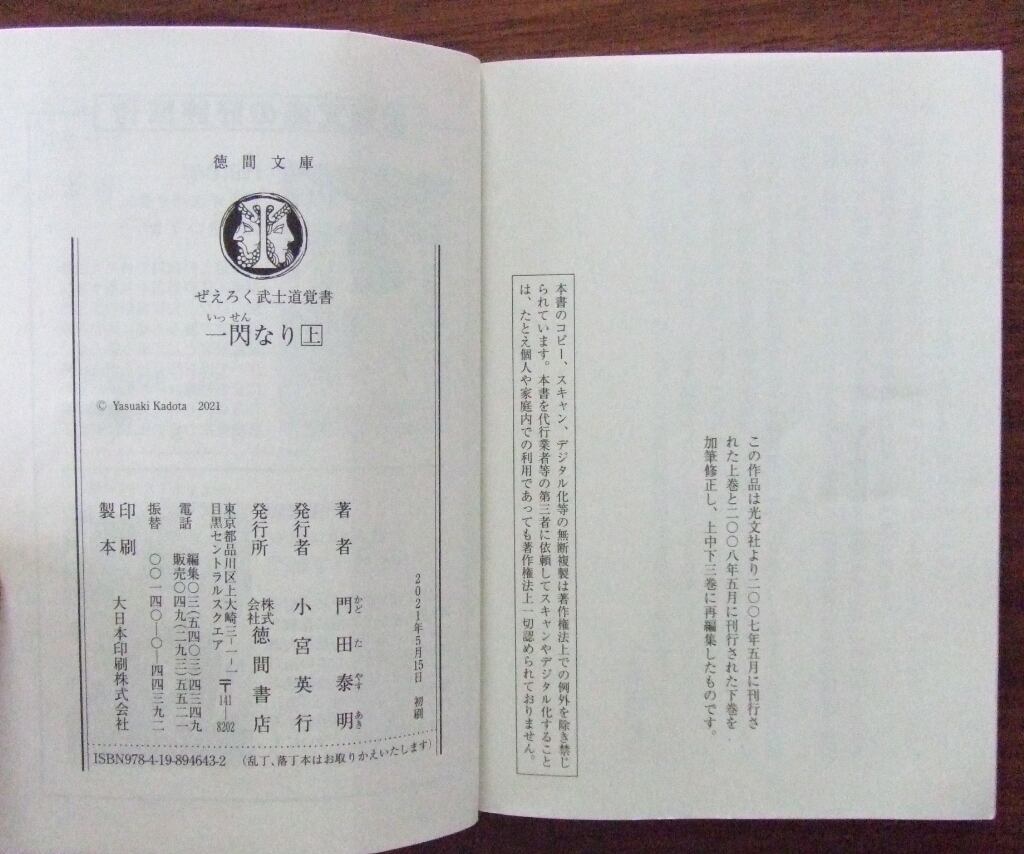 この作品は光文社より二〇〇七年五月に刊行さ
れた上巻と二〇〇八年五月に刊行された下巻を
加筆修正し、上中下三巻に再編集したものです。
本書のコピー、スキャン、デジタル化等の無断複製は著作権法上での例外を除き禁じ
られています。本書を代行業者等の第三者に依頼してスキャンやデジタル化すること
は、たとえ個人や家庭内での利用であっても著作権法上一切認められておりません。
徳間文庫
ぜえろく武士道覚書
いっせん
一閃なり 上
© Yasuaki Kadota 2021
2021年5月15日 初刷
著者 門田泰明
かどたやすあき
発行者 小宮英行
発行所 株式会社徳間書店
東京都品川区上大崎三-一-一
目黒セントラルスクエア 〒141-8202
電話 編集〇三(五四〇三)四三四九
販売〇四九(二九三)五五二一
振替 〇〇一四〇―〇―四四三九二
印刷
製本 大日本印刷株式会社
ISBN978-4-19-894643-2 (乱丁、落丁本はお取りかえいたします)